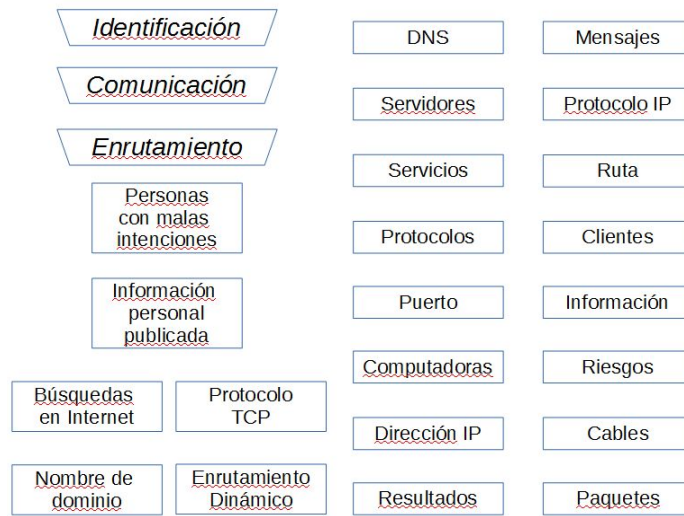 Identificación
Comunicación
Enrutamiento
Personas
con malas
intenciones
Información
personal
publicada
Búsquedas
en Internet
Protocolo
TCP
Nombre de
dominio
Enrutamiento
Dinámico
DNS
Mensajes
Servidores
Protocolo IP
Servicios
Ruta
Protocolos
Clientes
Puerto
Información
Computadoras
Riesgos
Dirección IP
Cables
Resultados
Paquetes